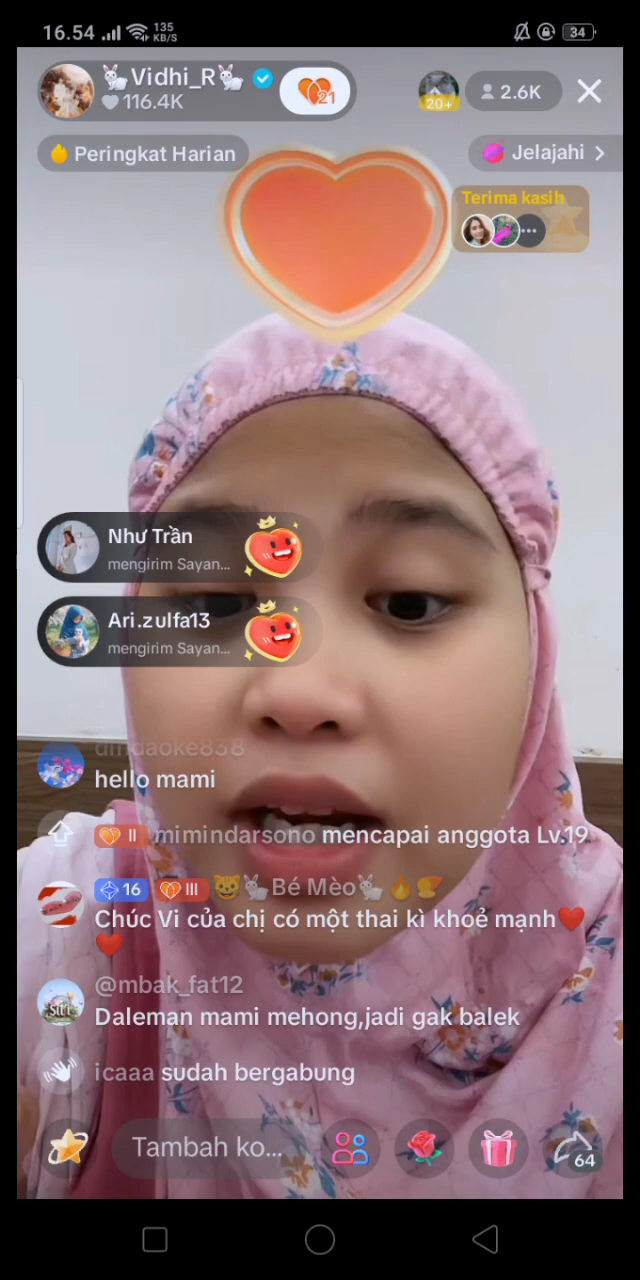 16.54
135
KB/S
34
Vidhi_R
116.4K
21
20+
2.6K
Peringkat Harian
Jelajahi
Terima kasih
Như Trần
mengirim Sayan...
Ari.zulfa13
mengirim Sayan...
hello mami
II mimindarsono mencapai anggota Lv.19
16 III Bé Mèo
Chúc Vi của chị có một thai kì khoẻ mạnh❤️
❤️
@mbak_fat12
Daleman mami mehong,jadi gak balek
icaaa sudah bergabung
Tambah ko...
64